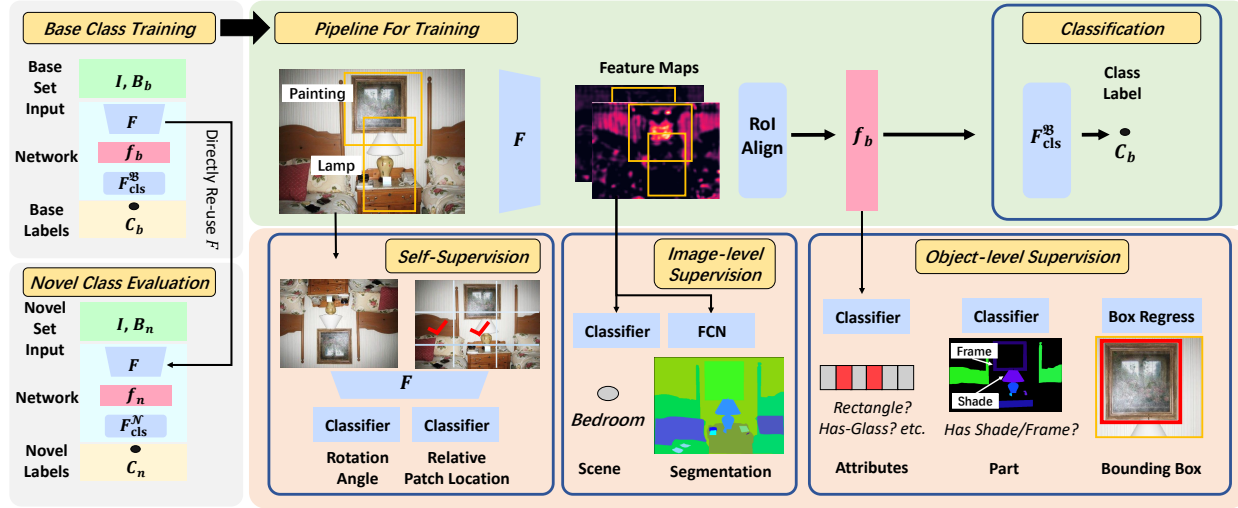 Base Class Training
Base
Set
Input
I, B_b
F
Network
f_b
F_cls^𝔅
Base
Labels
C_b
Directly Re-use F
Novel Class Evaluation
Novel
Set
Input
I, B_n
F
Network
f_n
F_cls^𝒩
Novel
Labels
C_n
Pipeline For Training
Painting
Lamp
F
Feature Maps
RoI
Align
f_b
Classification
F_cls^𝔅
Class
Label
C_b
Self-Supervision
F
Classifier
Classifier
Rotation
Angle
Relative
Patch Location
Image-level
Supervision
Classifier
FCN
Bedroom
Scene
Segmentation
Object-level Supervision
Classifier
Classifier
Box Regress
Frame
Shade
Rectangle?
Has-Glass? etc.
Has Shade/Frame?
Attributes
Part
Bounding Box